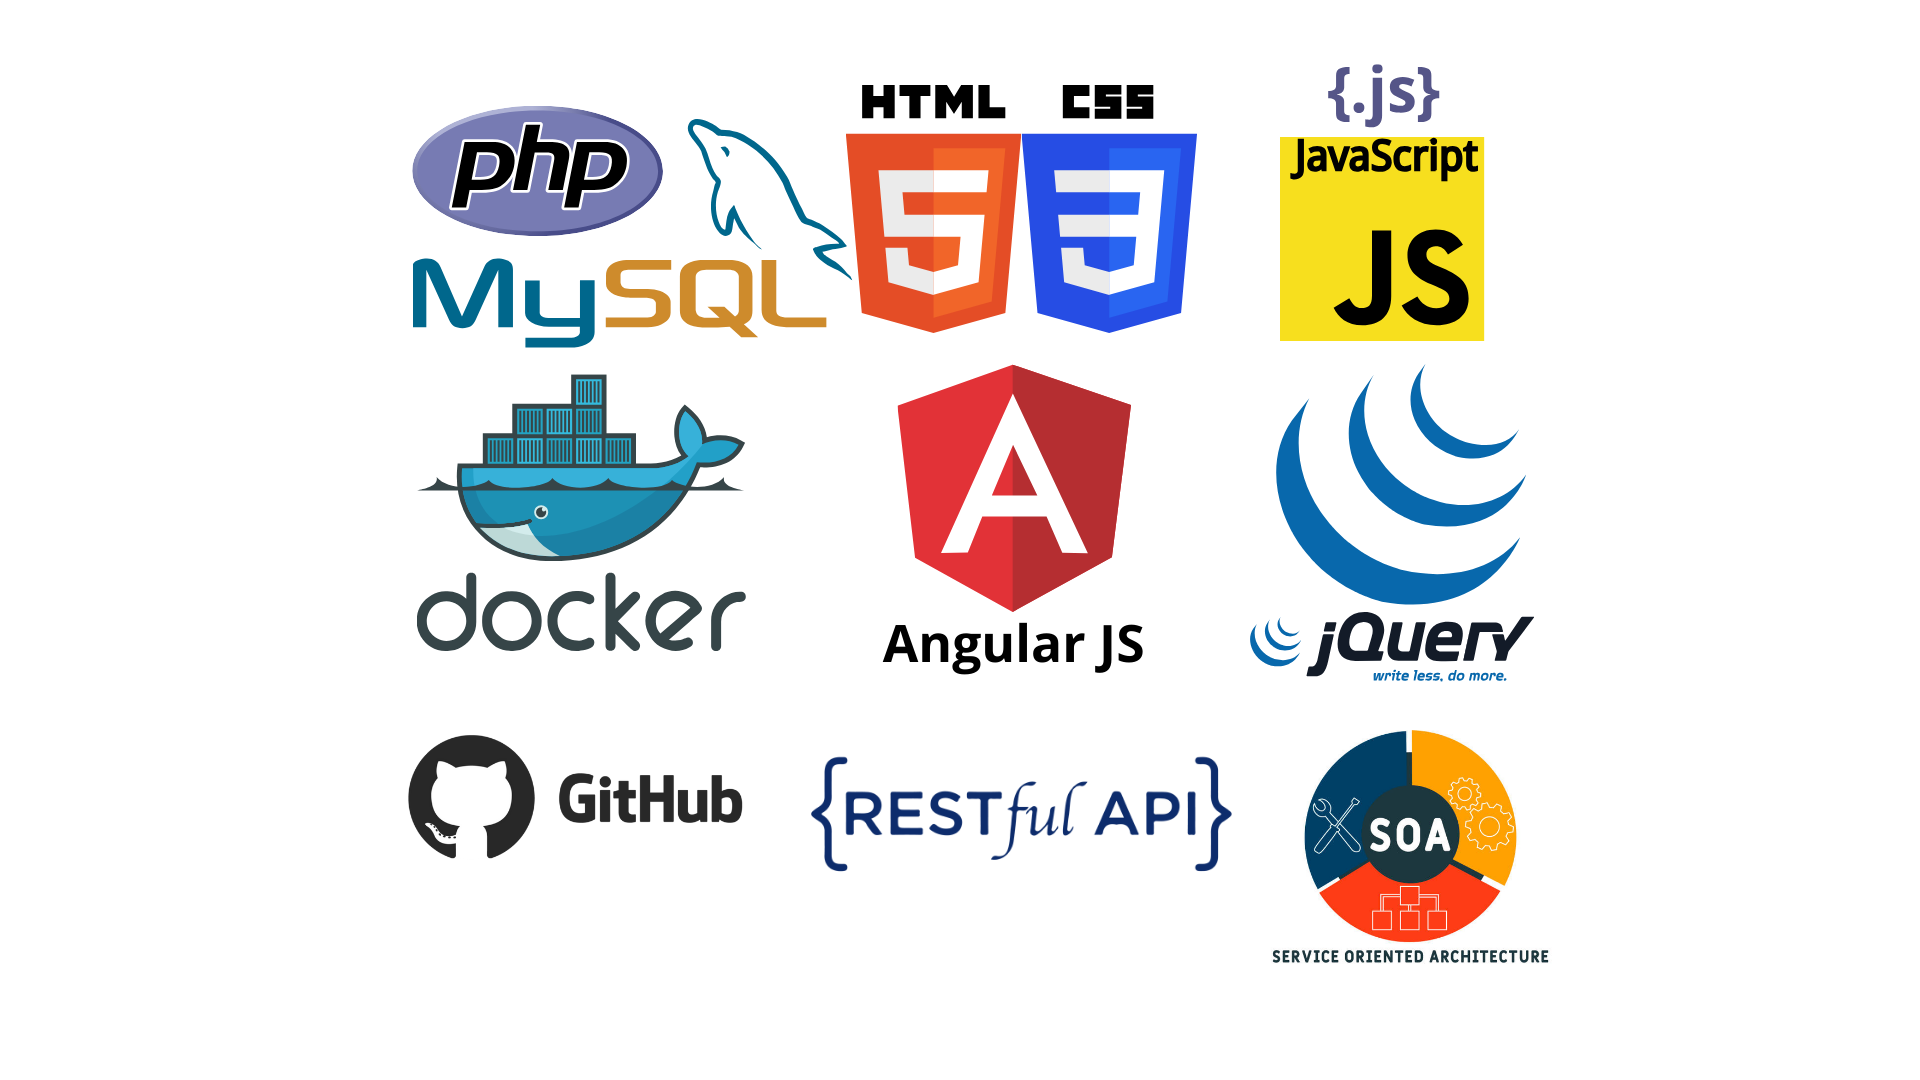 php
MySQL
HTML
CSS
5
3
{.js}
JavaScript
JS
docker
A
Angular JS
jQuery
write less, do more.
GitHub
{RESTful API}
SOA
SERVICE ORIENTED ARCHITECTURE